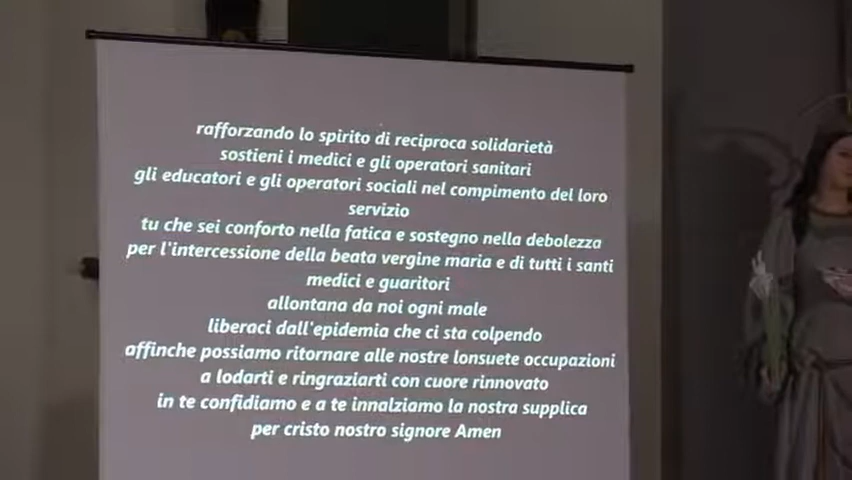 rafforzando lo spirito di reciproca solidarietà
sostieni i medici e gli operatori sanitari
gli educatori e gli operatori sociali nel compimento del loro
servizio
tu che sei conforto nella fatica e sostegno nella debolezza
per l'intercessione della beata vergine maria e di tutti i santi
medici e guaritori
allontana da noi ogni male
liberaci dall'epidemia che ci sta colpendo
affinche possiamo ritornare alle nostre lonsuete occupazioni
a lodarti e ringraziarti con cuore rinnovato
in te confidiamo e a te innalziamo la nostra supplica
per cristo nostro signore Amen